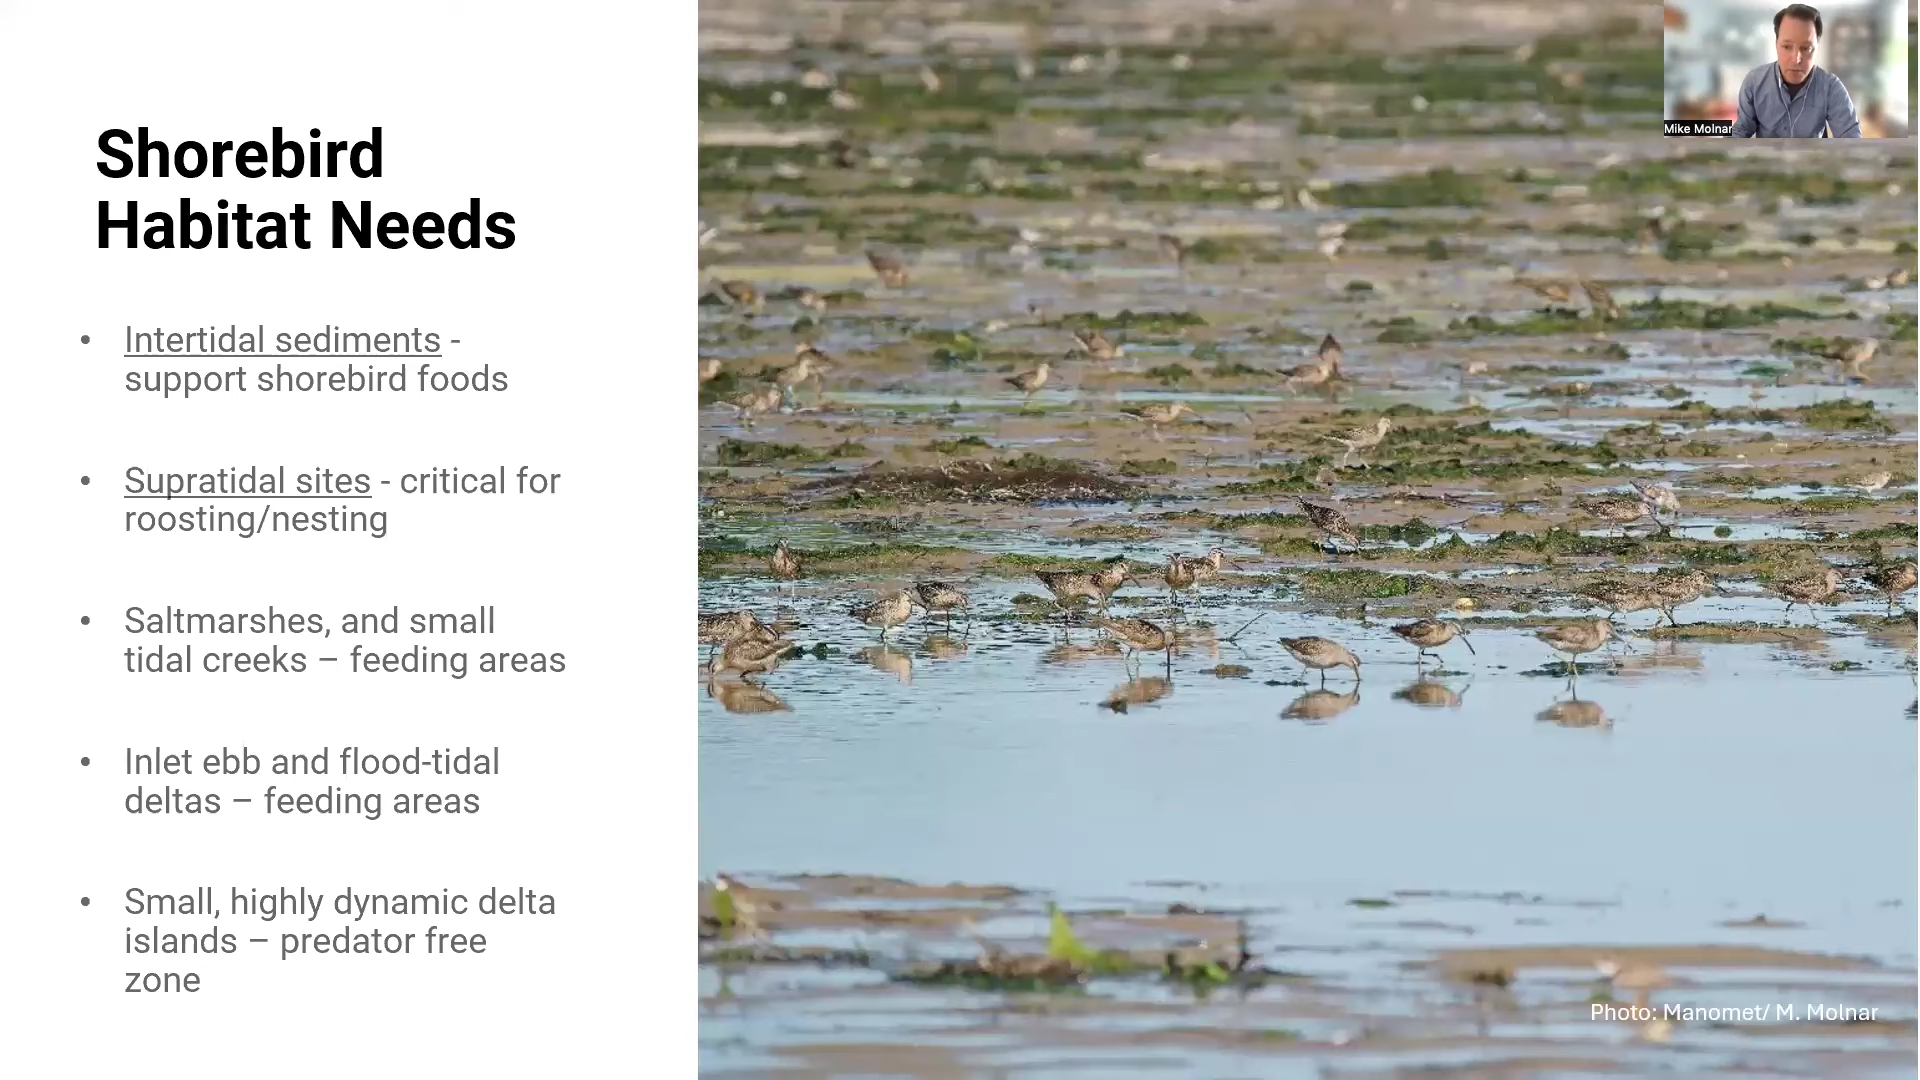 Shorebird
Habitat Needs
• Intertidal sediments -
support shorebird foods
• Supratidal sites - critical for
roosting/nesting
• Saltmarshes, and small
tidal creeks – feeding areas
• Inlet ebb and flood-tidal
deltas – feeding areas
• Small, highly dynamic delta
islands – predator free
zone
Mike Molnar
Photo: Manomet/ M. Molnar